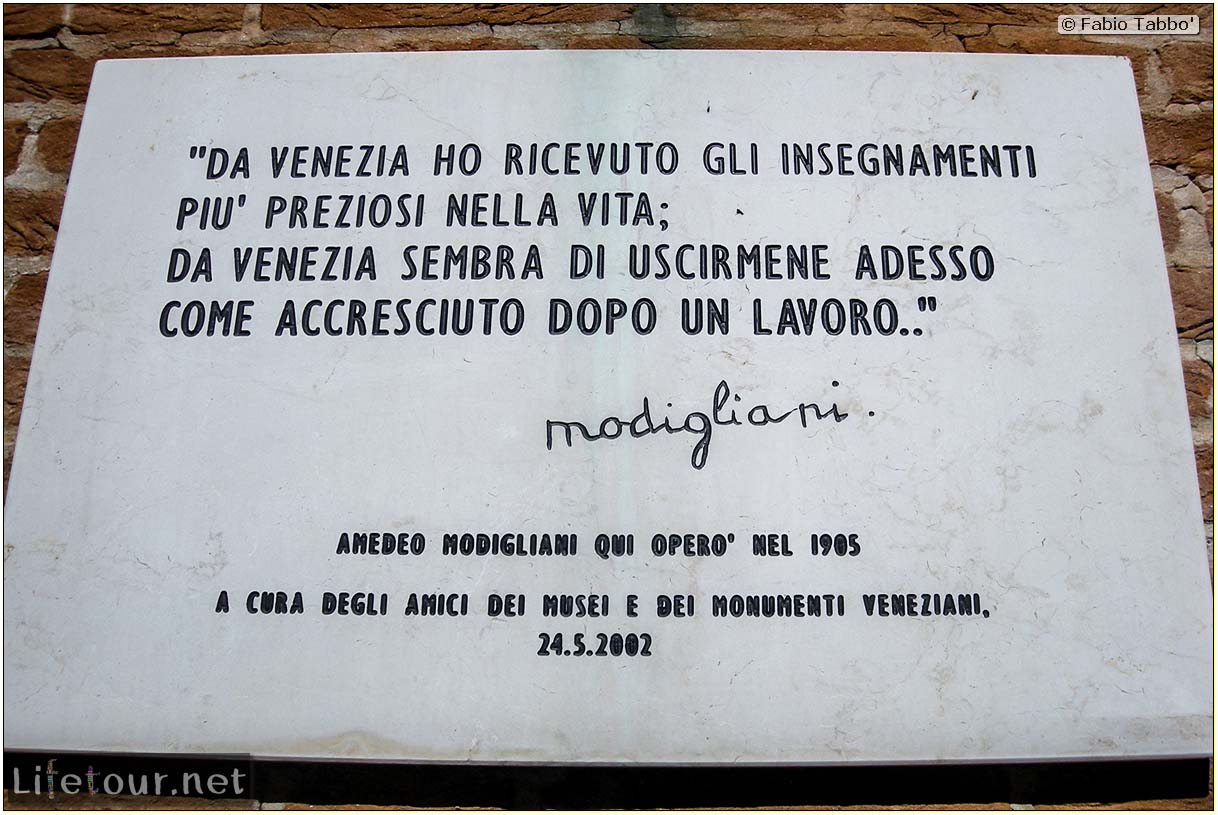 © Fabio Tabbo'
"DA VENEZIA HO RICEVUTO GLI INSEGNAMENTI
PIU' PREZIOSI NELLA VITA;
DA VENEZIA SEMBRA DI USCIRMENE ADESSO
COME ACCRESCIUTO DOPO UN LAVORO.."
modigliani.
AMEDEO MODIGLIANI QUI OPERO' NEL 1905
A CURA DEGLI AMICI DEI MUSEI E DEI MONUMENTI VENEZIANI,
24.5.2002
Lifetour.net